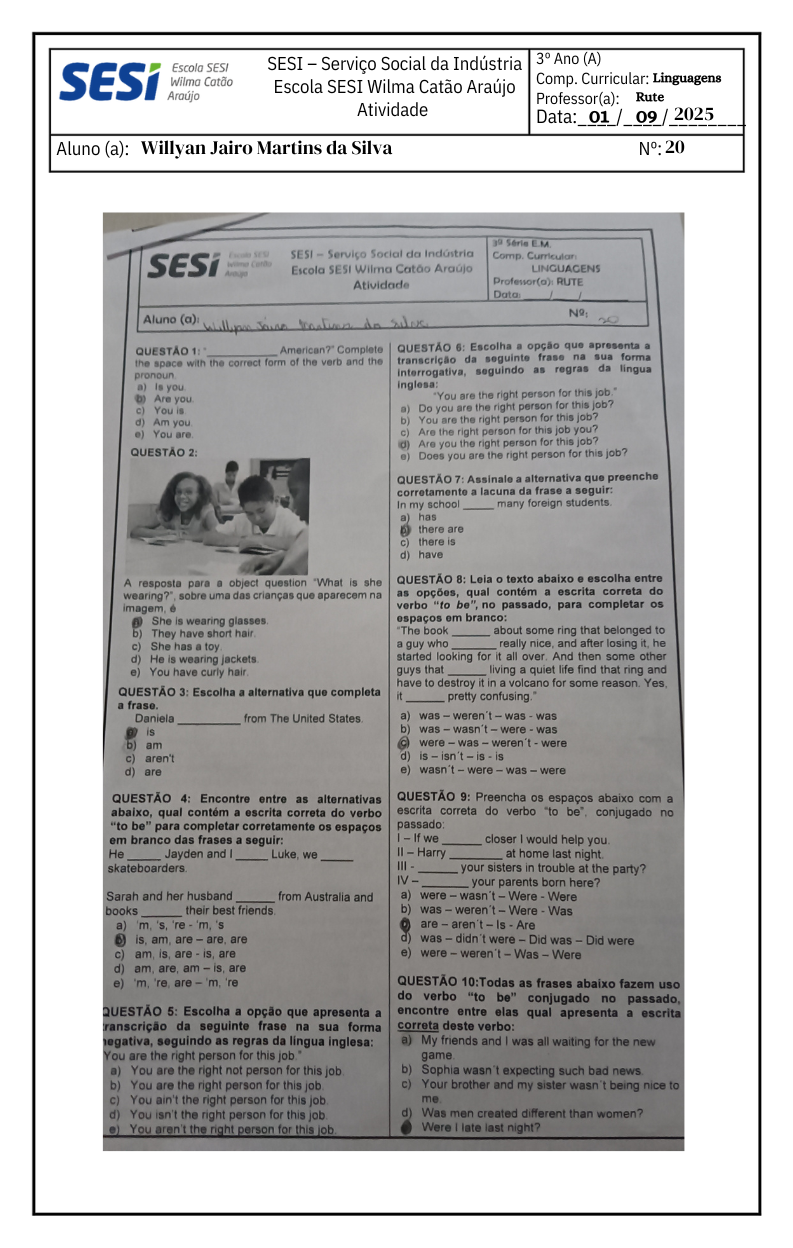 SESI
Escola SESI
Wilma Catão
Araújo
SESI – Serviço Social da Indústria
Escola SESI Wilma Catão Araújo
Atividade
3º Ano (A)
Comp. Curricular: Linguagens
Professor(a): Rute
Data:_01_/_09_/_2025_
Aluno (a): Willyan Jairo Martins da Silva
Nº: 20
SESI
Escola SESI
Wilma Catão
Araújo
SESI – Serviço Social da Indústria
Escola SESI Wilma Catão Araújo
Atividade
3º Série E.M.
Comp. Curricular:
LINGUAGENS
Professor(a): RUTE
Data: ____/____/________
Aluno (a): Willyan Jairo Martins da Silva
Nº: 20
QUESTÃO 1: “____________ American?” Complete
the space with the correct form of the verb and the
pronoun.
a) Is you.
b) Are you.
c) You is
d) Am you.
e) You are.
QUESTÃO 2:
A resposta para a object question “What is she
wearing?”, sobre uma das crianças que aparecem na
imagem, é
a) She is wearing glasses.
b) They have short hair.
c) She has a toy.
d) He is wearing jackets.
e) You have curly hair.
QUESTÃO 3: Escolha a alternativa que completa
a frase.
Daniela ___________ from The United States.
a) is
b) am
c) aren't
d) are
QUESTÃO 4: Encontre entre as alternativas
abaixo, qual contém a escrita correta do verbo
“to be” para completar corretamente os espaços
em branco das frases a seguir:
He ______ Jayden and I ______ Luke, we ______
skateboarders.
Sarah and her husband _______ from Australia and
books _______ their best friends.
a) ’m, ’s, ’re - ’m, ’s
b) is, am, are – are, are
c) am, is, are - is, are
d) am, are, am – is, are
e) ’m, ’re, are – ’m, ’re
QUESTÃO 5: Escolha a opção que apresenta a
transcrição da seguinte frase na sua forma
negativa, seguindo as regras da lingua inglesa:
You are the right person for this job.”
a) You are the right not person for this job.
b) You are the right person for this job.
c) You ain't the right person for this job.
d) You isn't the right person for this job.
e) You aren't the right person for this job.
QUESTÃO 6: Escolha a opção que apresenta a
transcrição da seguinte frase na sua forma
interrogativa, seguindo as regras da lingua
inglesa:
“You are the right person for this job.”
a) Do you are the right person for this job?
b) You are the right person for this job?
c) Are the right person for this job you?
d) Are you the right person for this job?
e) Does you are the right person for this job?
QUESTÃO 7: Assinale a alternativa que preenche
corretamente a lacuna da frase a seguir:
In my school _____ many foreign students.
a) has
b) there are
c) there is
d) have
QUESTÃO 8: Leia o texto abaixo e escolha entre
as opções, qual contém a escrita correta do
verbo “to be”, no passado, para completar os
espaços em branco:
“The book _______ about some ring that belonged to
a guy who ________ really nice, and after losing it, he
started looking for it all over. And then some other
guys that _______ living a quiet life find that ring and
have to destroy it in a volcano for some reason. Yes,
it _______ pretty confusing.”
a) was – weren´t – was - was
b) was – wasn´t – were - was
c) were – was – weren´t - were
d) is – isn´t – is - is
e) wasn´t – were – was – were
QUESTÃO 9: Preencha os espaços abaixo com a
escrita correta do verbo “to be”, conjugado no
passado:
I – If we _______ closer I would help you.
II – Harry _________ at home last night.
III - _______ your sisters in trouble at the party?
IV – ________ your parents born here?
a) were – wasn´t – Were - Were
b) was – weren´t – Were - Was
c) are – aren´t – Is - Are
d) was – didn´t were – Did was – Did were
e) were – weren´t – Was – Were
QUESTÃO 10:Todas as frases abaixo fazem uso
do verbo “to be” conjugado no passado,
encontre entre elas qual apresenta a escrita
correta deste verbo:
a) My friends and I was all waiting for the new
game.
b) Sophia wasn´t expecting such bad news.
c) Your brother and my sister wasn´t being nice to
me.
d) Was men created different than women?
e) Were I late last night?